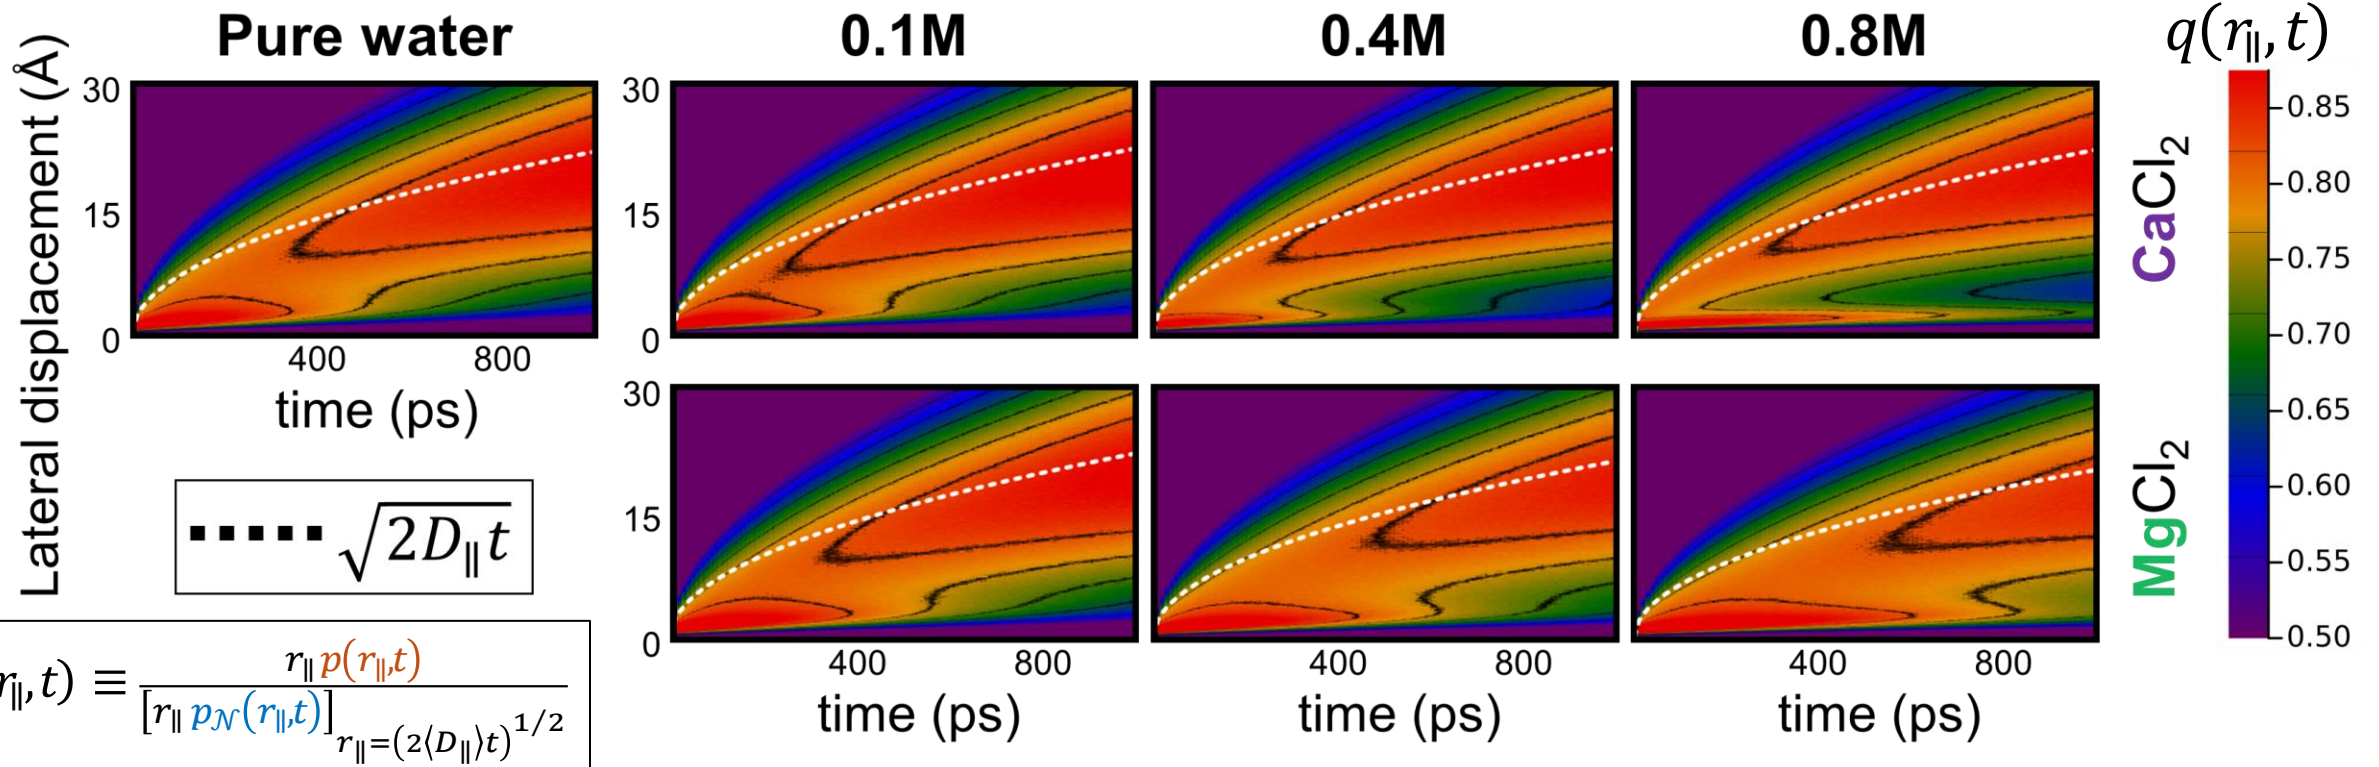 Pure water
0.1M
0.4M
0.8M
q(r∥, t)
Lateral displacement (Å)
30
15
0
400 800
time (ps)
30
15
0
30
15
0
400 800
time (ps)
400 800
time (ps)
400 800
time (ps)
CaCl₂
MgCl₂
0.85
0.80
0.75
0.70
0.65
0.60
0.55
0.50
√2D∥t
r∥, t) ≡ r∥ p(r∥,t) / [r∥ p𝒩(r∥,t)] r∥=(2⟨D∥⟩t)^1/2